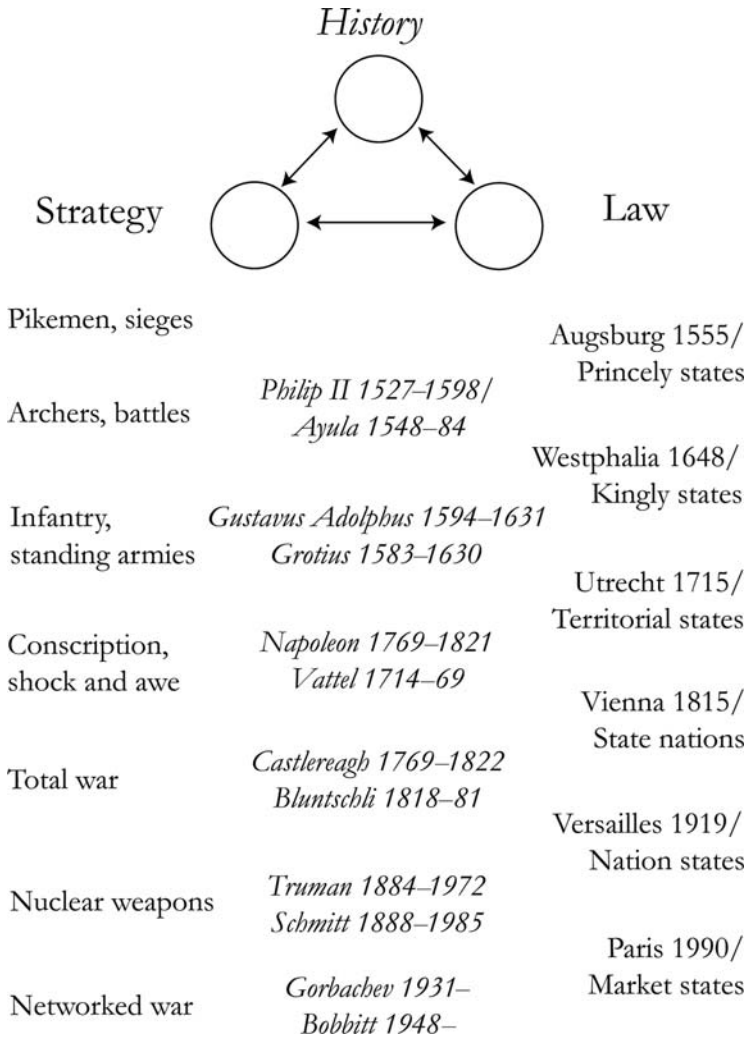 History
Strategy
Law
Pikemen, sieges
Augsburg 1555/
Princely states
Archers, battles
Philip II 1527–1598/
Ayula 1548–84
Westphalia 1648/
Kingly states
Infantry,
standing armies
Gustavus Adolphus 1594–1631
Grotius 1583–1630
Utrecht 1715/
Territorial states
Conscription,
shock and awe
Napoleon 1769–1821
Vattel 1714–69
Vienna 1815/
State nations
Total war
Castlereagh 1769–1822
Bluntschli 1818–81
Versailles 1919/
Nation states
Nuclear weapons
Truman 1884–1972
Schmitt 1888–1985
Paris 1990/
Market states
Networked war
Gorbachev 1931–
Bobbitt 1948–